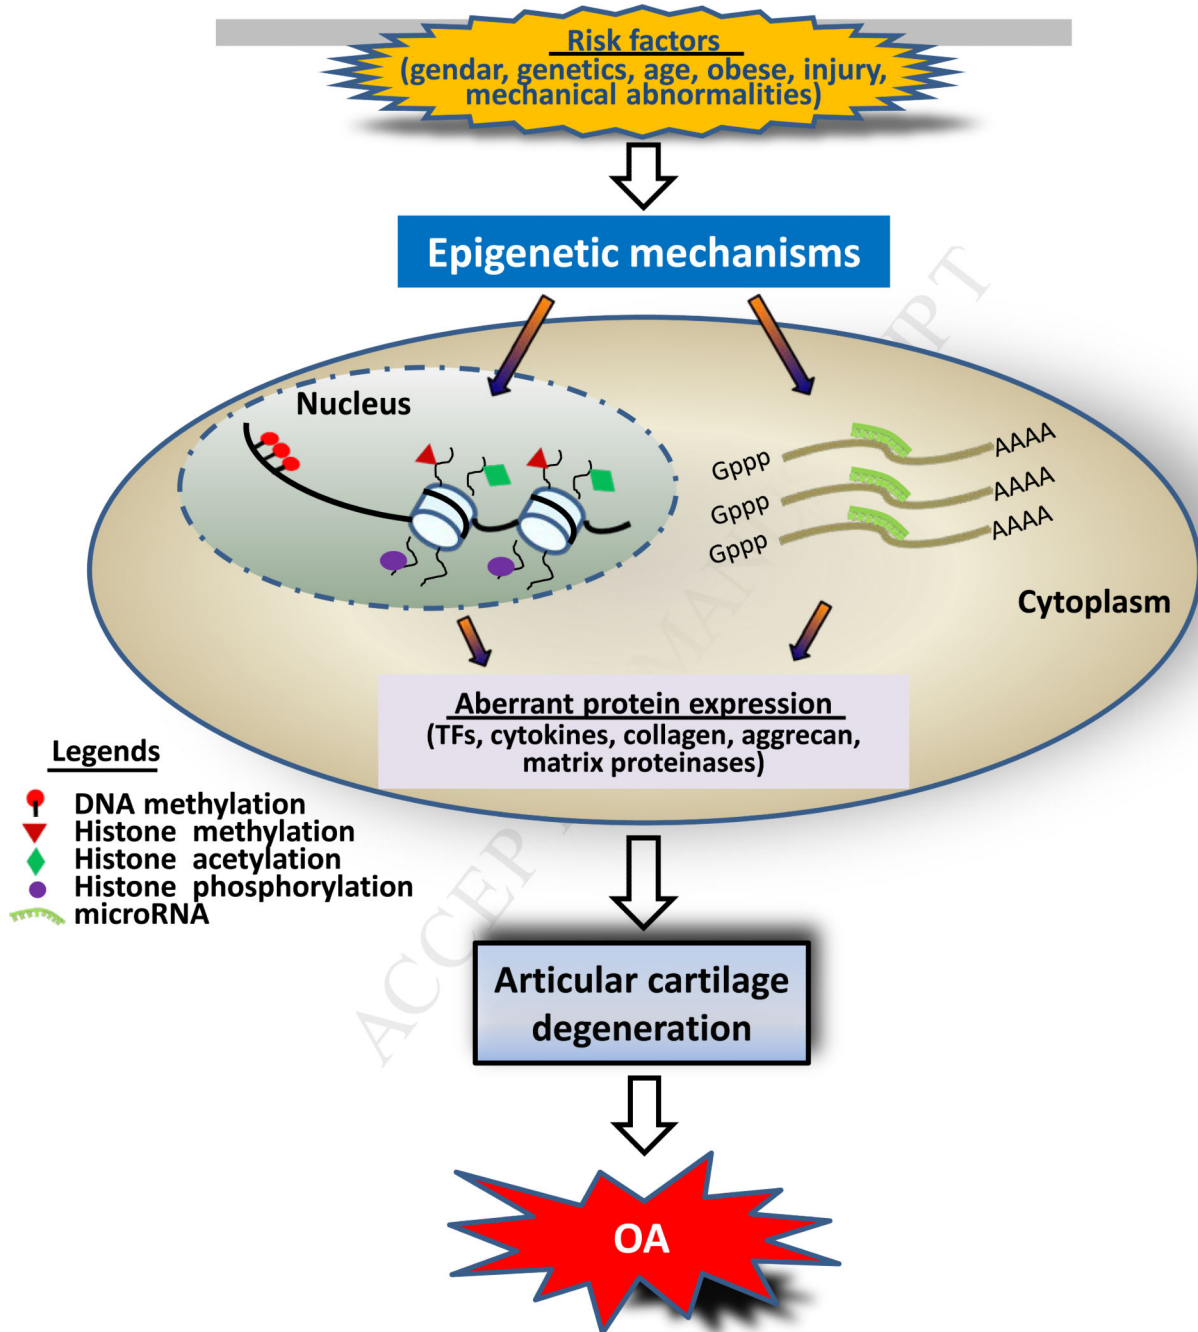 Risk factors
(gendar, genetics, age, obese, injury,
mechanical abnormalities)
Epigenetic mechanisms
Nucleus
Gppp
AAAA
Gppp
AAAA
Gppp
AAAA
Cytoplasm
Aberrant protein expression
(TFs, cytokines, collagen, aggrecan,
matrix proteinases)
Legends
DNA methylation
Histone methylation
Histone acetylation
Histone phosphorylation
microRNA
Articular cartilage
degeneration
OA